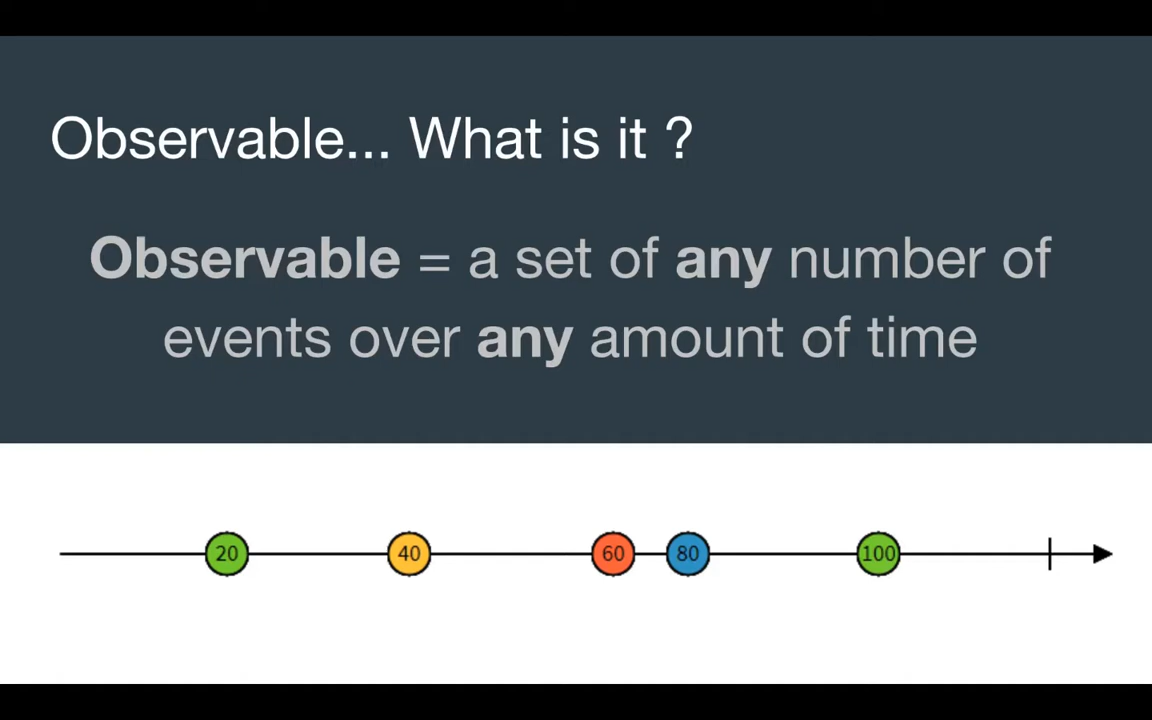 Observable... What is it ?
Observable = a set of any number of
events over any amount of time
20 40 60 80 100